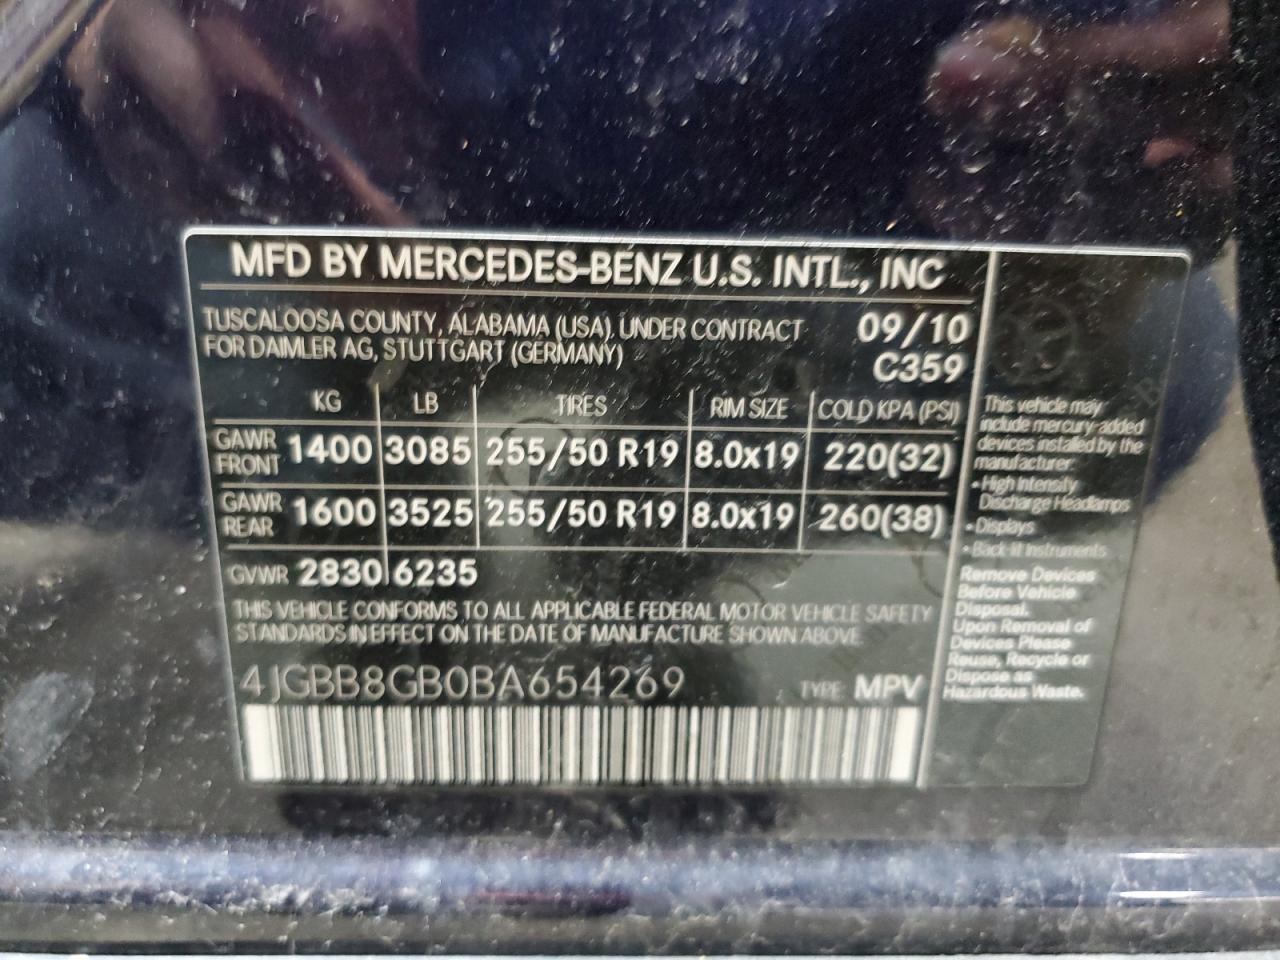 MFD BY MERCEDES-BENZ U.S. INTL., INC
TUSCALOOSA COUNTY, ALABAMA (USA), UNDER CONTRACT 09/10
FOR DAIMLER AG, STUTTGART (GERMANY) C359
KG LB TIRES RIM SIZE COLD KPA (PSI)
GAWR FRONT 1400 3085 255/50 R19 8.0x19 220(32)
GAWR REAR 1600 3525 255/50 R19 8.0x19 260(38)
GVWR 2830 6235
THIS VEHICLE CONFORMS TO ALL APPLICABLE FEDERAL MOTOR VEHICLE SAFETY
STANDARDS IN EFFECT ON THE DATE OF MANUFACTURE SHOWN ABOVE
4JGBB8GB0BA654269 TYPE: MPV
This vehicle may
include mercury-added
devices installed by the
manufacturer:
• High Intensity
Discharge Headlamps
• Displays
• Back lit Instruments
Remove Devices
Before Vehicle
Disposal.
Upon Removal of
Devices Please
Reuse, Recycle or
Dispose as
Hazardous Waste.